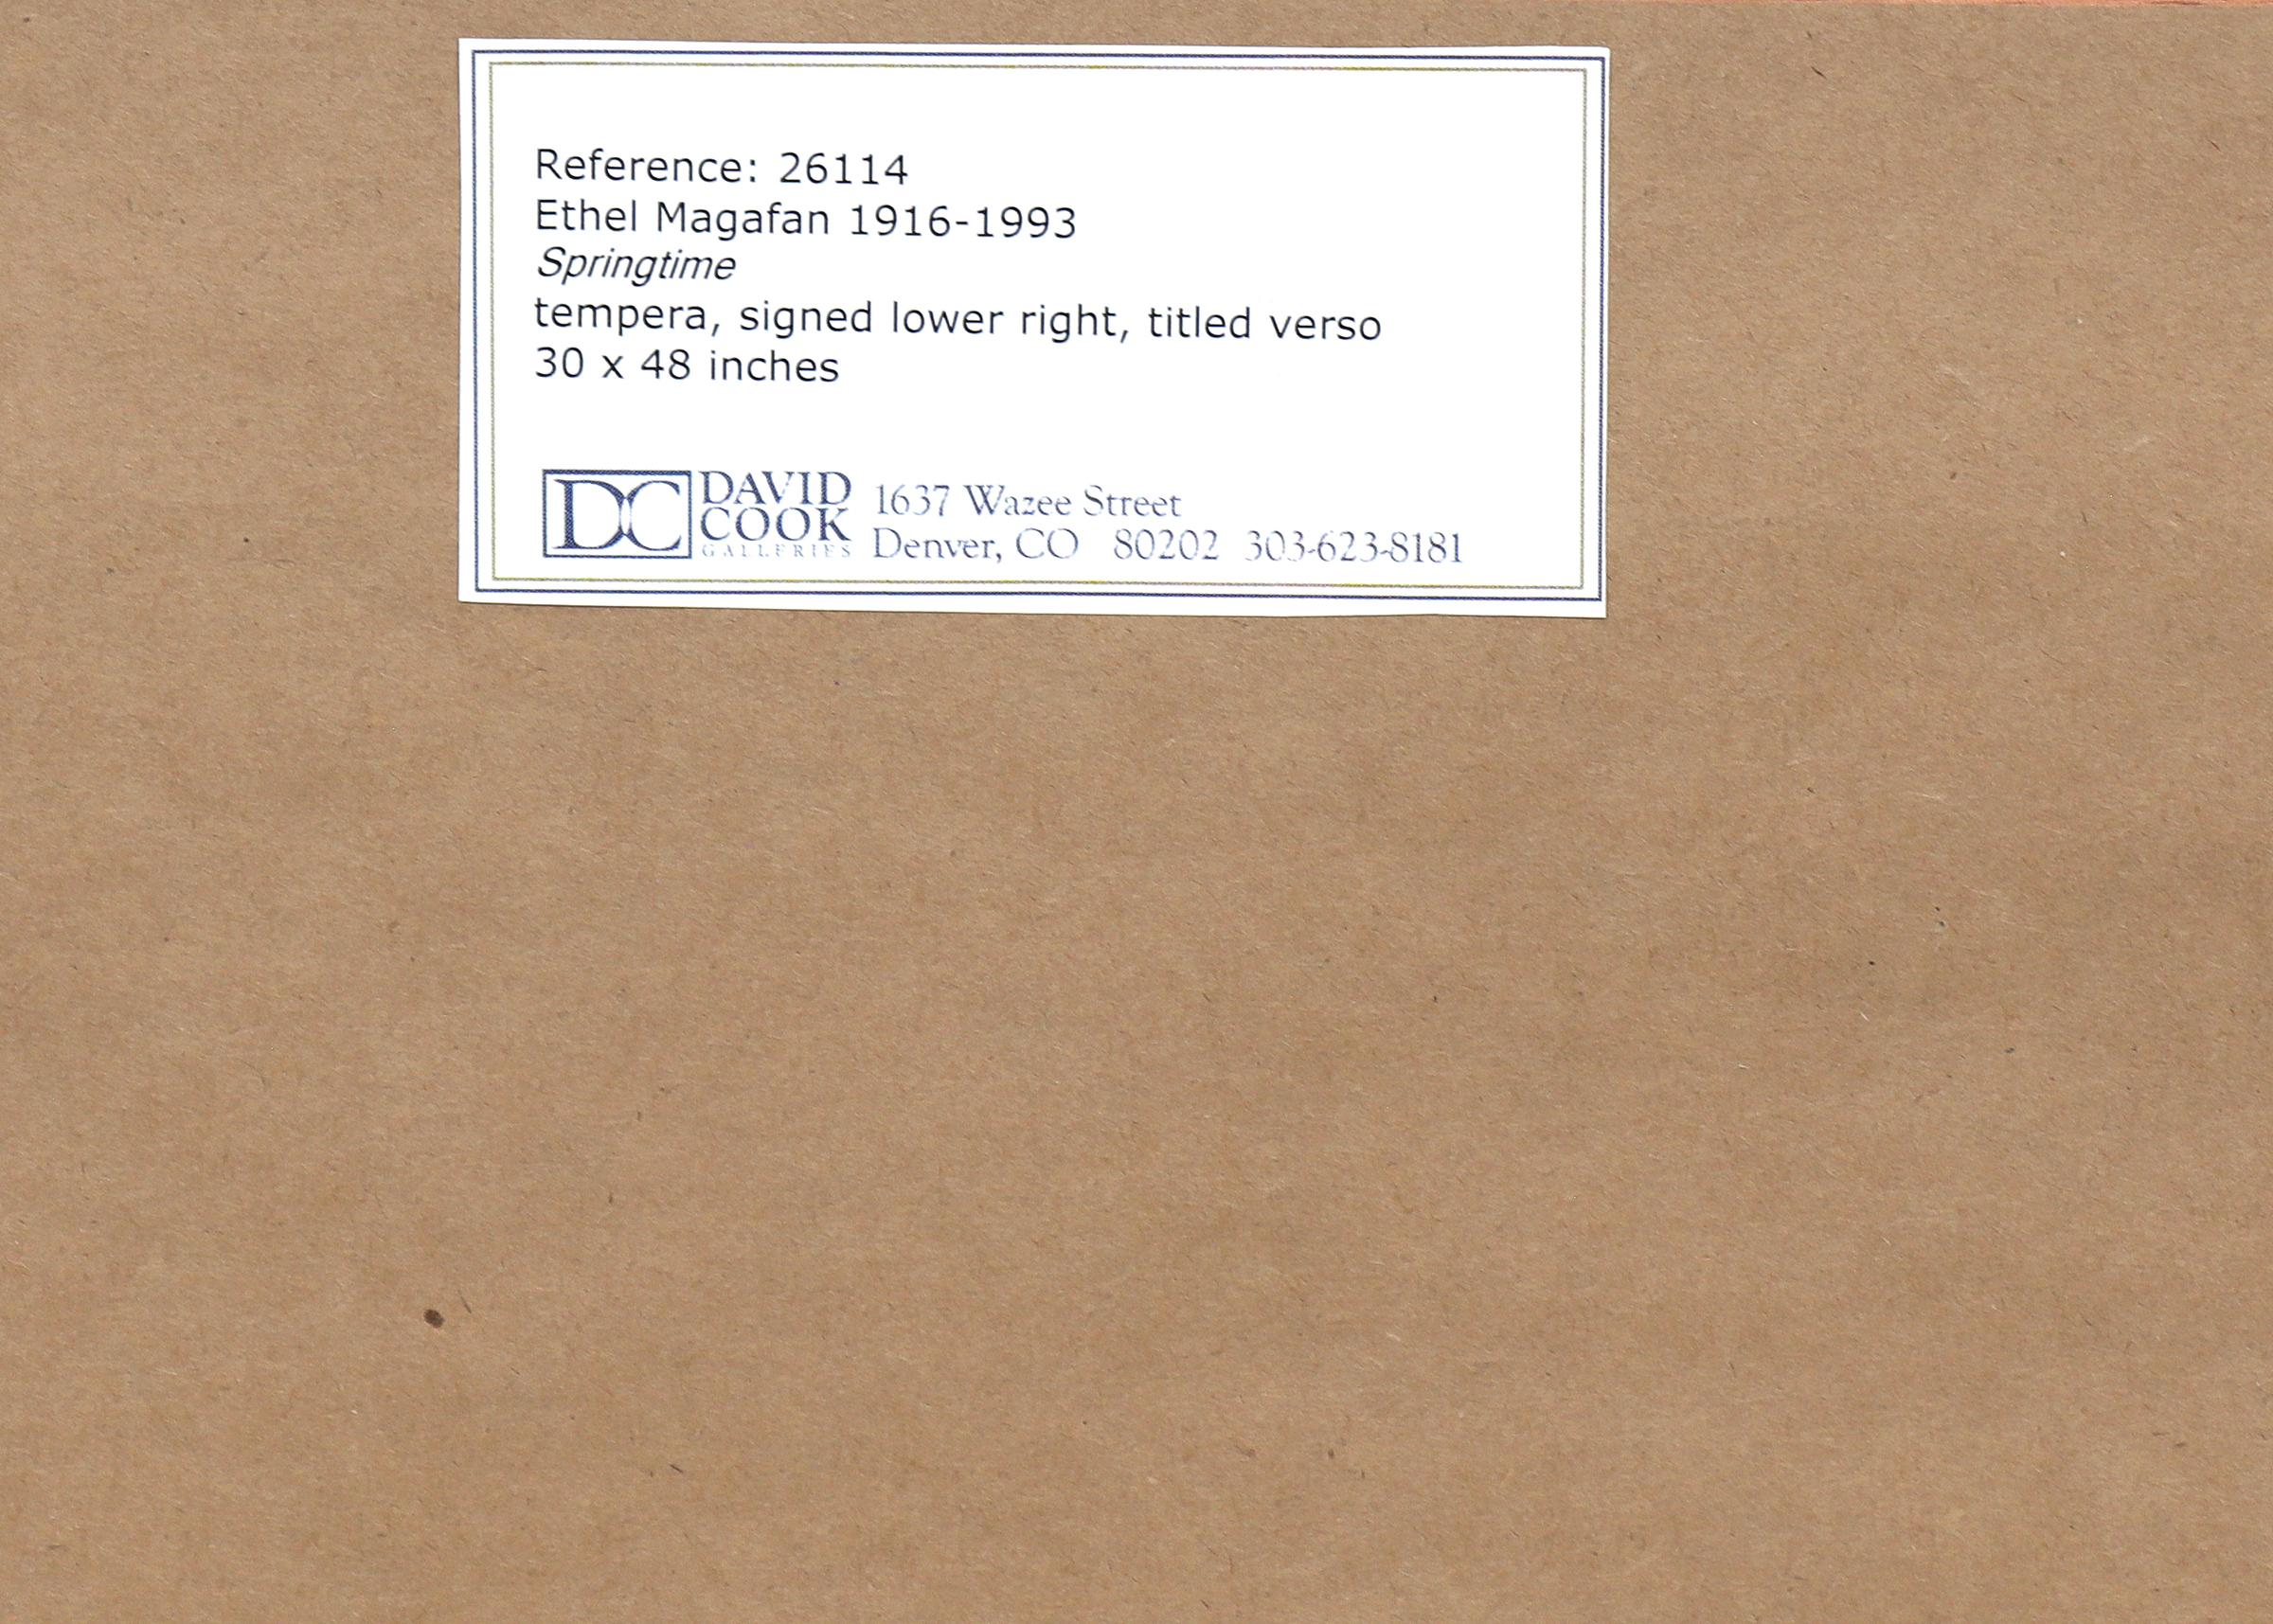 Reference: 26114
Ethel Magafan 1916-1993
Springtime
tempera, signed lower right, titled verso
30 x 48 inches
DC DAVID COOK GALLERIES
1637 Wazee Street
Denver, CO 80202 303-623-8181